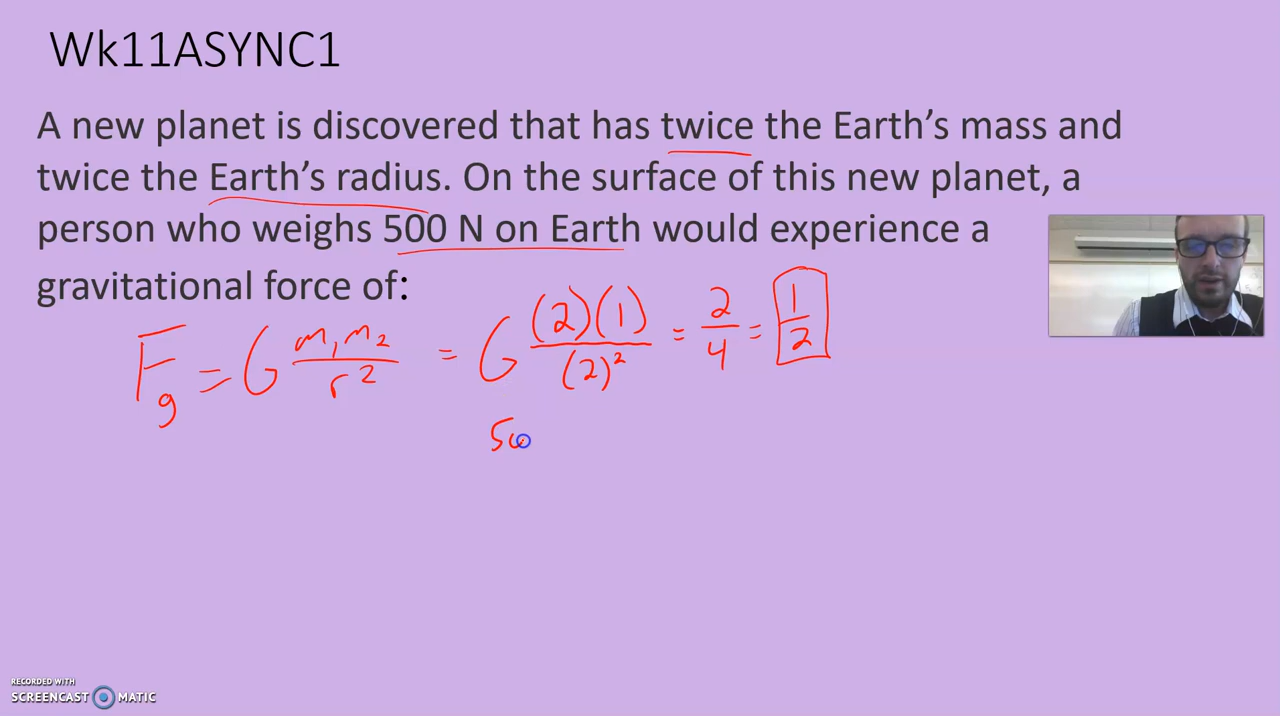 Wk11ASYNC1
A new planet is discovered that has twice the Earth’s mass and
twice the Earth’s radius. On the surface of this new planet, a
person who weighs 500 N on Earth would experience a
gravitational force of:
F_g = G m₁m₂ / r² = G (2)(1) / (2)² = 2/4 = 1/2
50
RECORDED WITH
SCREENCAST MATIC